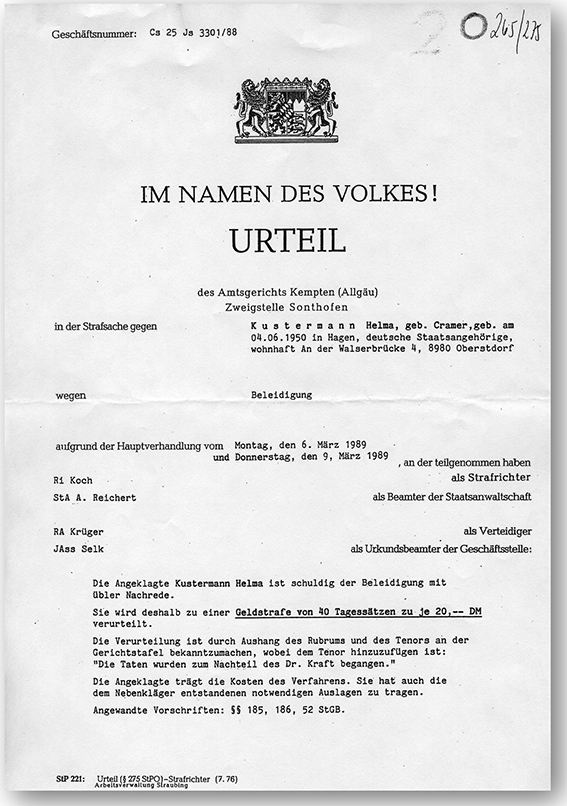 Geschäftsnummer: Cs 25 Js 3301/88
2 265/275
IM NAMEN DES VOLKES!
URTEIL
des Amtsgerichts Kempten (Allgäu)
Zweigstelle Sonthofen
in der Strafsache gegen K u s t e r m a n n Helma, geb. Cramer,geb. am
04.06.1950 in Hagen, deutsche Staatsangehörige,
wohnhaft An der Walserbrücke 4, 8980 Oberstdorf
wegen Beleidigung
aufgrund der Hauptverhandlung vom Montag, den 6. März 1989
und Donnerstag, den 9, März 1989 , an der teilgenommen haben
Ri Koch als Strafrichter
StA A. Reichert als Beamter der Staatsanwaltschaft
RA Krüger als Verteidiger
JAss Selk als Urkundsbeamter der Geschäftsstelle:
Die Angeklagte Kustermann Helma ist schuldig der Beleidigung mit
übler Nachrede.
Sie wird deshalb zu einer Geldstrafe von 40 Tagessätzen zu je 20,-- DM
verurteilt.
Die Verurteilung ist durch Aushang des Rubrums und des Tenors an der
Gerichtstafel bekanntzumachen, wobei dem Tenor hinzuzufügen ist:
"Die Taten wurden zum Nachteil des Dr. Kraft begangen."
Die Angeklagte trägt die Kosten des Verfahrens. Sie hat auch die
dem Nebenkläger entstandenen notwendigen Auslagen zu tragen.
Angewandte Vorschriften: §§ 185, 186, 52 StGB.
StP 221: Urteil (§ 275 StPO)–Strafrichter (7. 76)
Arbeitsverwaltung Straubing